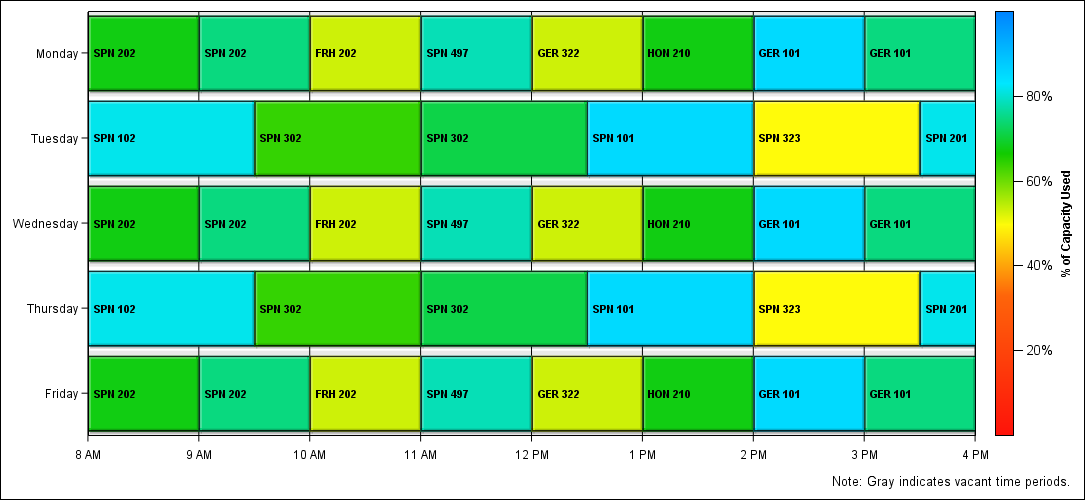 Monday SPN 202 SPN 202 FRH 202 SPN 497 GER 322 HON 210 GER 101 GER 101
Tuesday SPN 102 SPN 302 SPN 302 SPN 101 SPN 323 SPN 201
Wednesday SPN 202 SPN 202 FRH 202 SPN 497 GER 322 HON 210 GER 101 GER 101
Thursday SPN 102 SPN 302 SPN 302 SPN 101 SPN 323 SPN 201
Friday SPN 202 SPN 202 FRH 202 SPN 497 GER 322 HON 210 GER 101 GER 101
8 AM 9 AM 10 AM 11 AM 12 PM 1 PM 2 PM 3 PM 4 PM
80%
60%
40%
20%
% of Capacity Used
Note: Gray indicates vacant time periods.